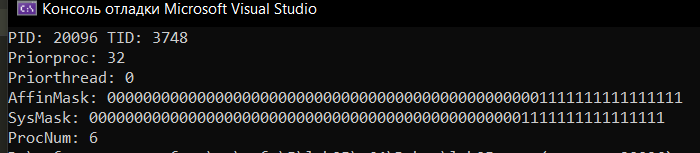 Консоль отладки Microsoft Visual Studio
PID: 20096 TID: 3748
Priorproc: 32
Priorthread: 0
AffinMask: 0000000000000000000000000000000000000000000000001111111111111111
SysMask: 0000000000000000000000000000000000000000000000001111111111111111
ProcNum: 6